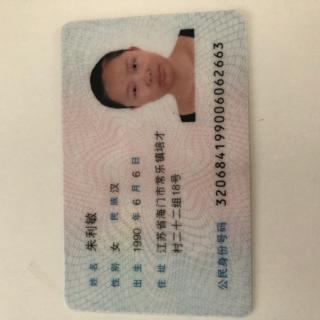 姓名 朱利敏
性别 女 民族 汉
出生 1990 年 6 月 6 日
住址 江苏省海门市常乐镇培才
村二十二组18号
公民身份号码 320684199006062663